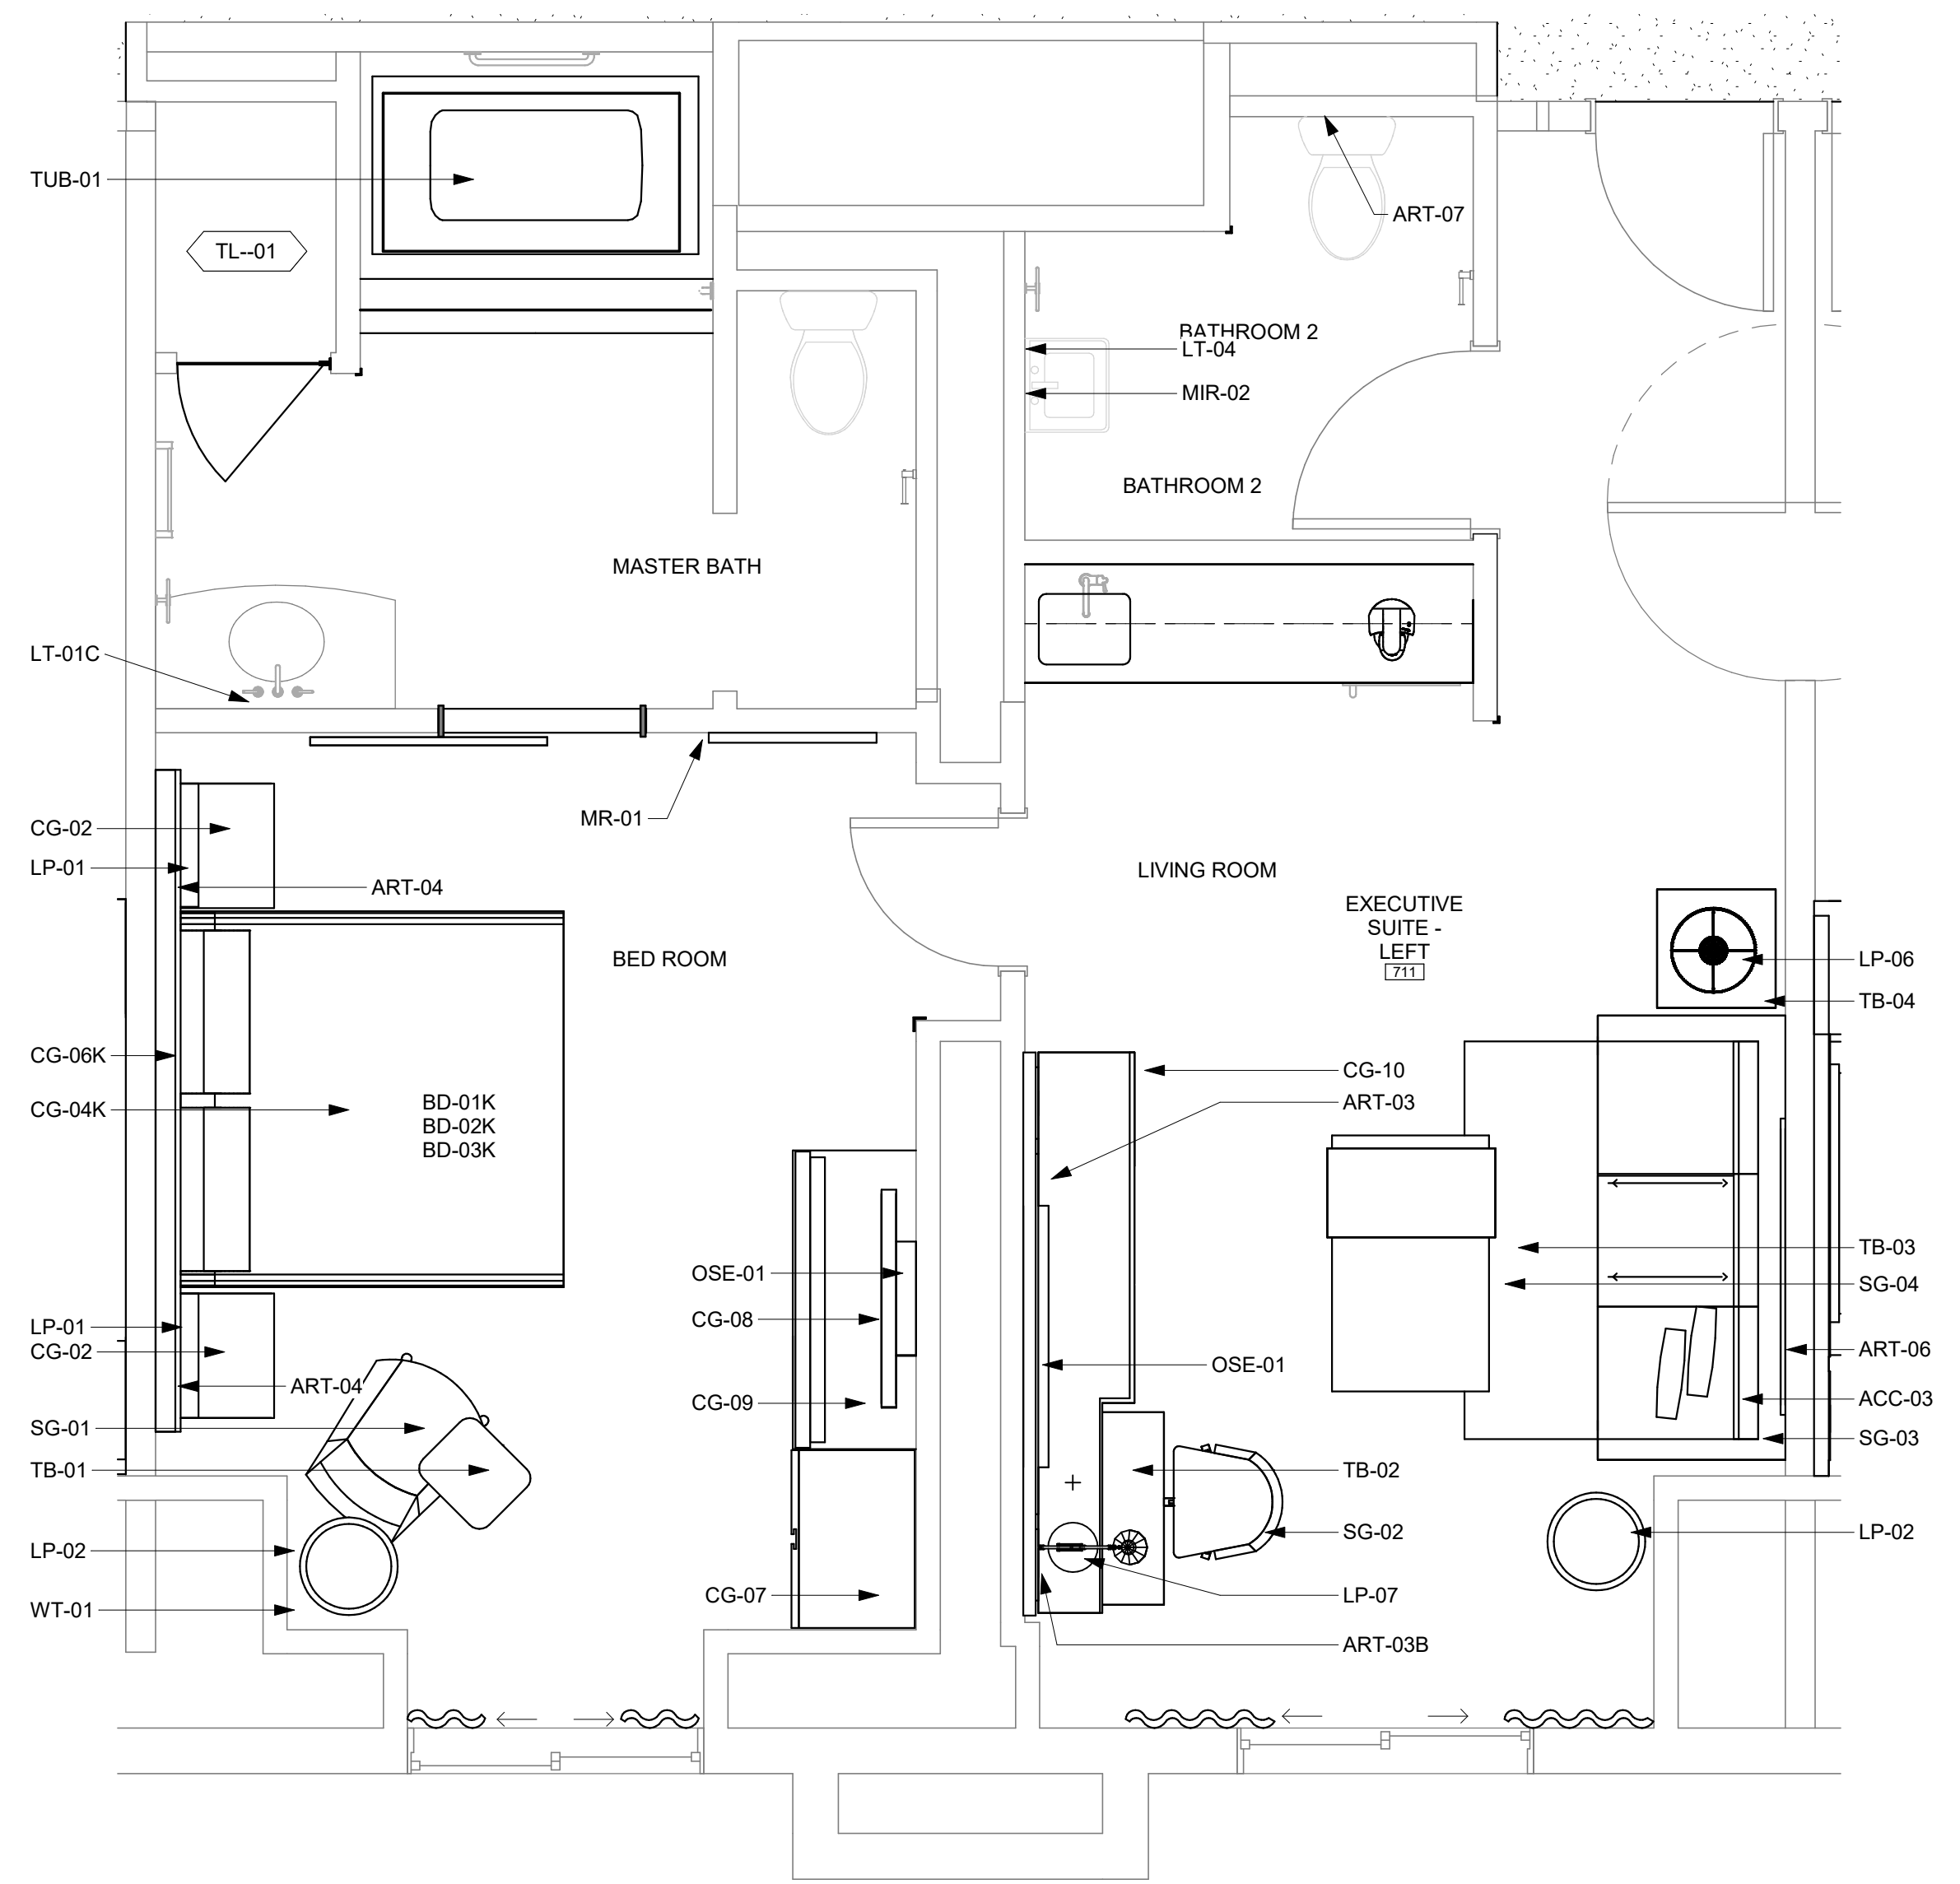 TUB-01
TL--01
ART-07
BATHROOM 2
LT-04
MIR-02
BATHROOM 2
MASTER BATH
LT-01C
MR-01
CG-02
LP-01
ART-04
LIVING ROOM
EXECUTIVE
SUITE -
LEFT
711
BED ROOM
LP-06
TB-04
CG-06K
CG-04K
BD-01K
BD-02K
BD-03K
CG-10
ART-03
OSE-01
CG-08
CG-09
TB-03
SG-04
LP-01
CG-02
ART-04
OSE-01
ART-06
ACC-03
SG-03
SG-01
TB-01
TB-02
SG-02
LP-02
LP-02
WT-01
CG-07
LP-07
ART-03B